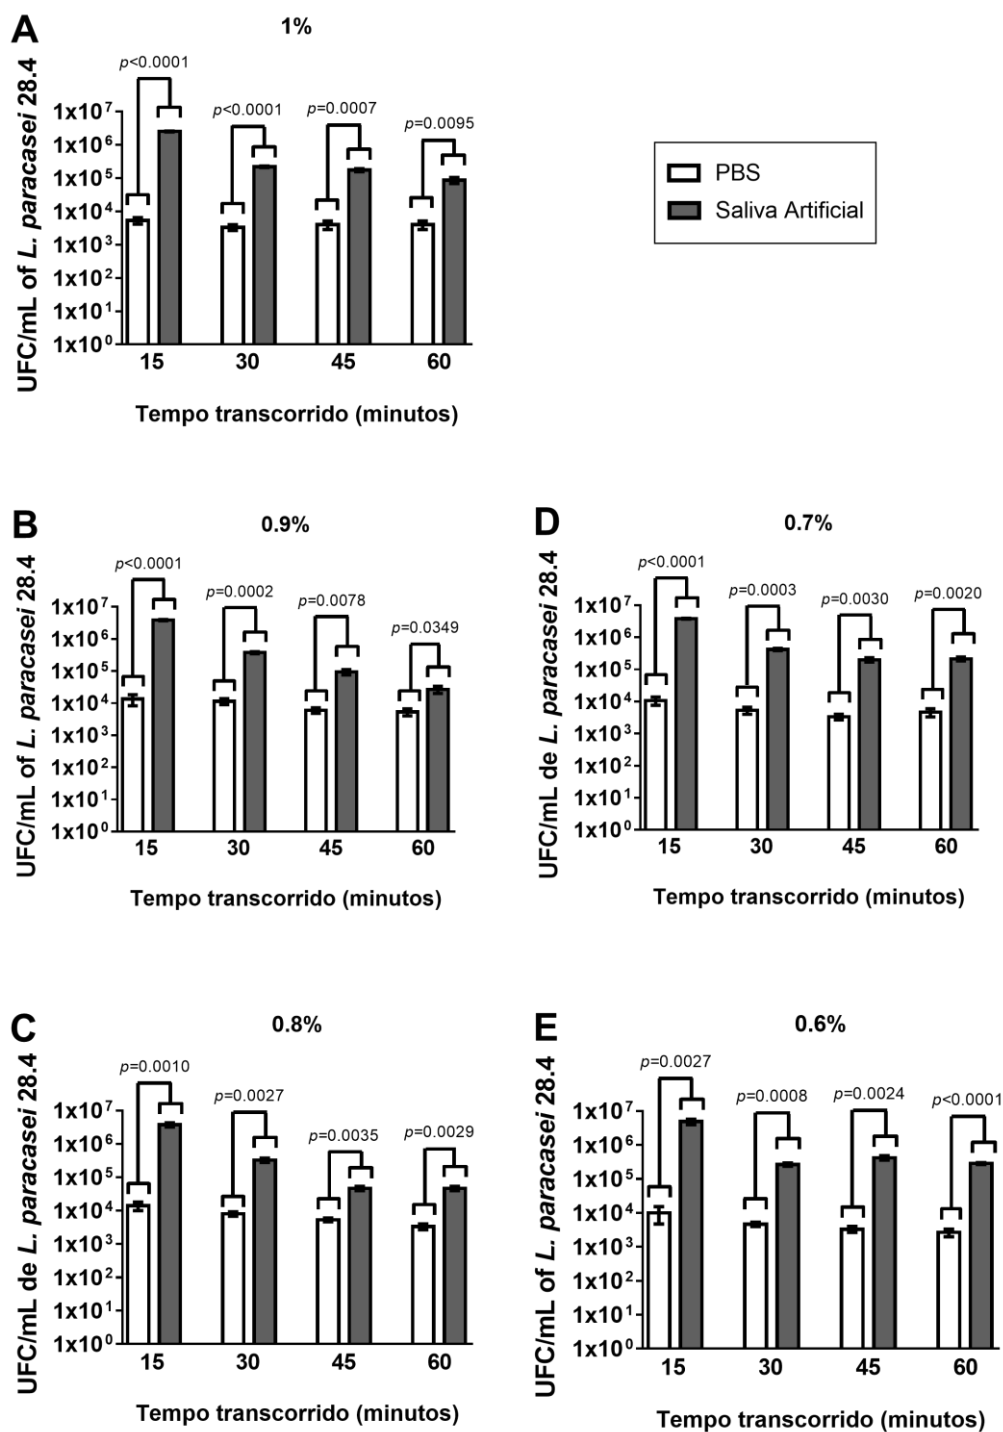 A
1%
p<0.0001
p<0.0001
p=0.0007
p=0.0095
UFC/mL of L. paracasei 28.4
1x10⁷
1x10⁶
1x10⁵
1x10⁴
1x10³
1x10²
1x10¹
1x10⁰
15 30 45 60
Tempo transcorrido (minutos)
PBS
Saliva Artificial
B
0.9%
p<0.0001
p=0.0002
p=0.0078
p=0.0349
UFC/mL of L. paracasei 28.4
1x10⁷
1x10⁶
1x10⁵
1x10⁴
1x10³
1x10²
1x10¹
1x10⁰
15 30 45 60
Tempo transcorrido (minutos)
D
0.7%
p<0.0001
p=0.0003
p=0.0030
p=0.0020
UFC/mL de L. paracasei 28.4
1x10⁷
1x10⁶
1x10⁵
1x10⁴
1x10³
1x10²
1x10¹
1x10⁰
15 30 45 60
Tempo transcorrido (minutos)
C
0.8%
p=0.0010
p=0.0027
p=0.0035
p=0.0029
UFC/mL de L. paracasei 28.4
1x10⁷
1x10⁶
1x10⁵
1x10⁴
1x10³
1x10²
1x10¹
1x10⁰
15 30 45 60
Tempo transcorrido (minutos)
E
0.6%
p=0.0027
p=0.0008
p=0.0024
p<0.0001
UFC/mL of L. paracasei 28.4
1x10⁷
1x10⁶
1x10⁵
1x10⁴
1x10³
1x10²
1x10¹
1x10⁰
15 30 45 60
Tempo transcorrido (minutos)